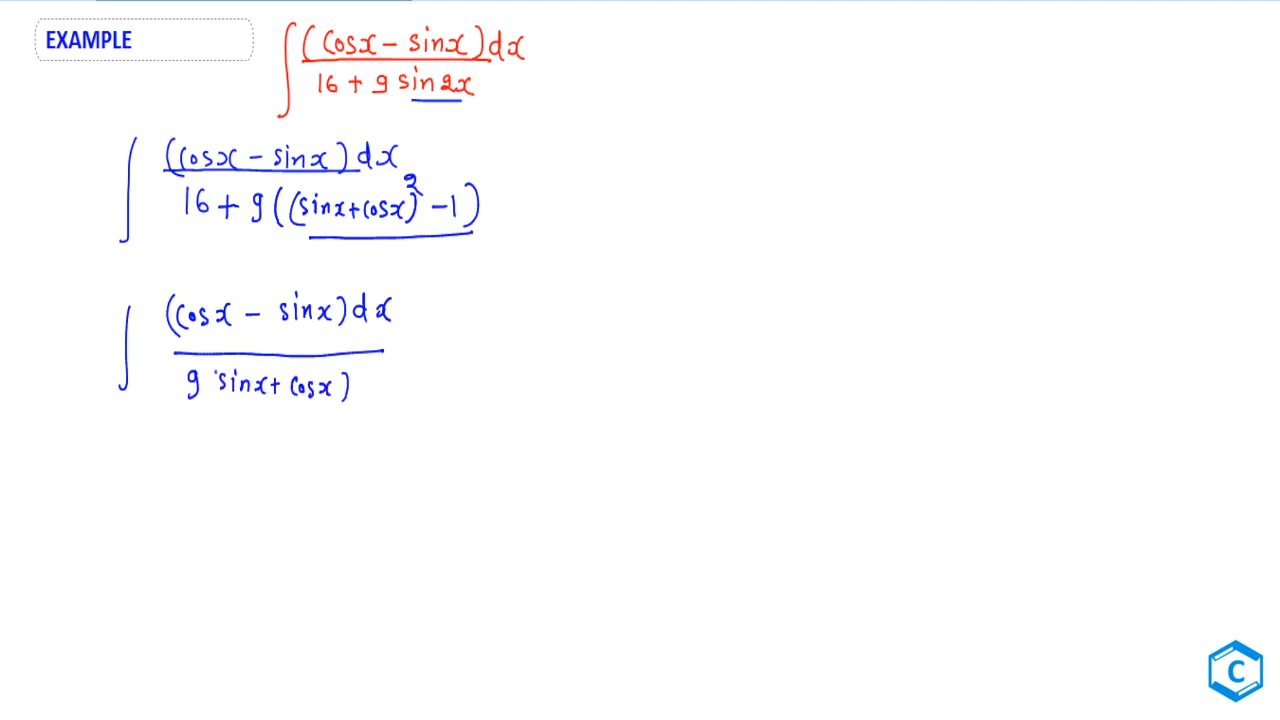 EXAMPLE
∫ (cosx - sinx) dx
16 + 9 sin2x
∫ (cosx - sinx) dx
16 + 9 ((sinx+cosx)² -1)
∫ (cosx - sinx) dx
9 sinx + cosx)
C